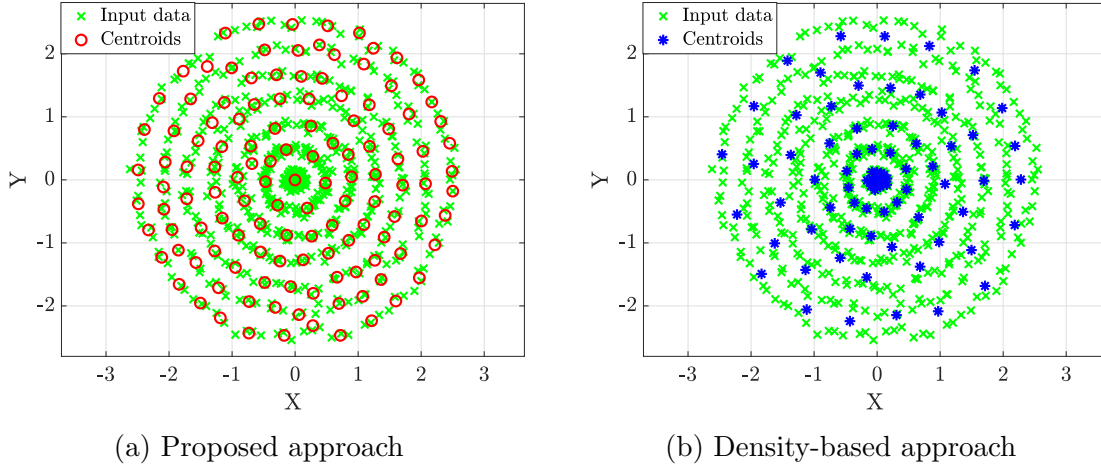 Input data
Centroids
2
1
0
-1
-2
Y
-3 -2 -1 0 1 2 3
X
(a) Proposed approach
Input data
Centroids
2
1
0
-1
-2
Y
-3 -2 -1 0 1 2 3
X
(b) Density-based approach